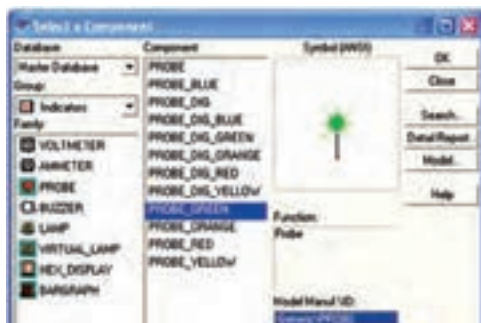 Select a Component
Database:
Master Database
Group:
Indicators
Family:
VOLTMETER
AMMETER
PROBE
BUZZER
LAMP
VIRTUAL_LAMP
HEX_DISPLAY
BARGRAPH
Component:
PROBE
PROBE_BLUE
PROBE_DIG
PROBE_DIG_BLUE
PROBE_DIG_GREEN
PROBE_DIG_ORANGE
PROBE_DIG_RED
PROBE_DIG_YELLOW
PROBE_GREEN
PROBE_ORANGE
PROBE_RED
PROBE_YELLOW
Symbol (ANSI)
Function:
Probe
Model Manuf.\ID:
Generic\PROBE
OK
Close
Search...
Detail Report
Model...
Help